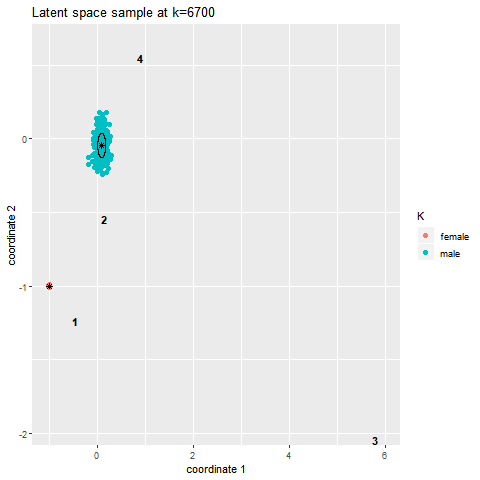 Latent space sample at k=6700
4
0
2
-1
1
3
-2
0
2
4
6
coordinate 1
coordinate 2
K
female
male